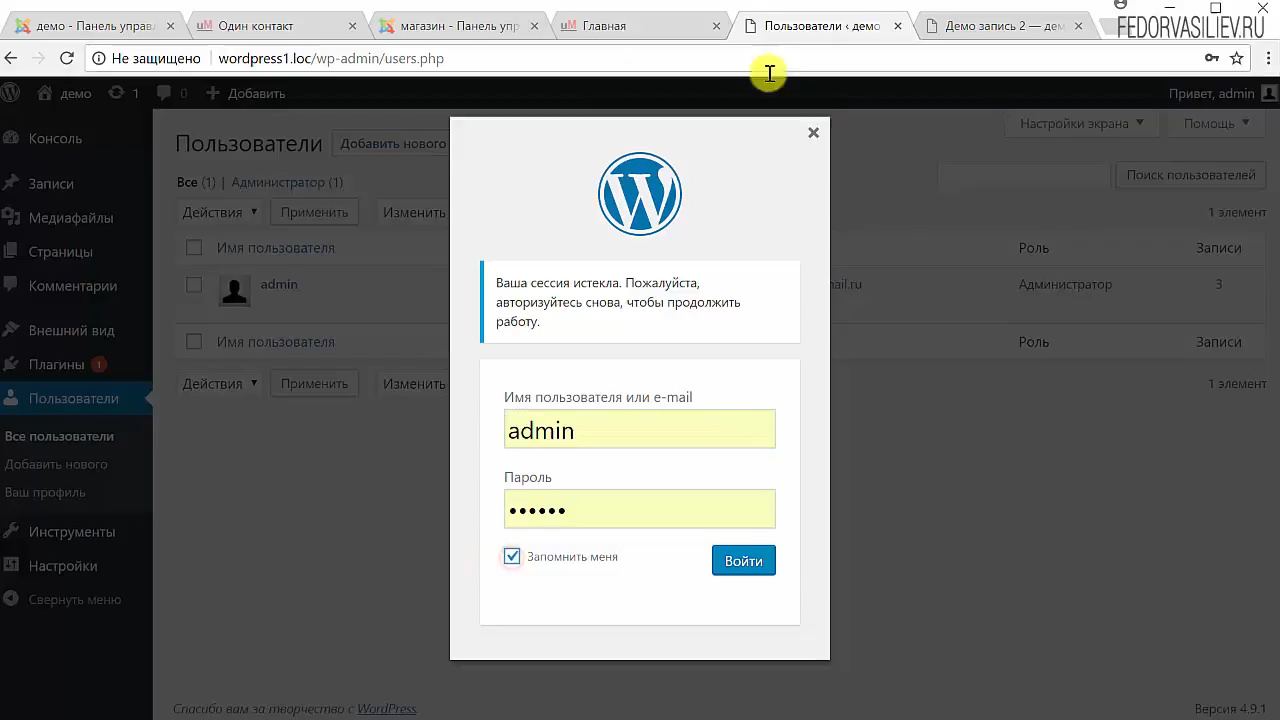 демо - Панель управл
Один контакт
магазин - Панель упр
Главная
Пользователи ‹ демо
Демо запись 2 — дем
FEDORVASILIEV.RU
Не защищено
wordpress1.loc/wp-admin/users.php
демо
1
0
Добавить
Привет, admin
Консоль
Записи
Медиафайлы
Страницы
Комментарии
Внешний вид
Плагины 1
Пользователи
Все пользователи
Добавить нового
Ваш профиль
Инструменты
Настройки
Свернуть меню
Пользователи
Добавить нового
Настройки экрана
Помощь
Все (1) | Администратор (1)
Поиск пользователей
Действия
Применить
Изменить
1 элемент
Имя пользователя
Роль
Записи
admin
ail.ru
Администратор
3
Имя пользователя
Роль
Записи
Действия
Применить
Изменить
1 элемент
Ваша сессия истекла. Пожалуйста,
авторизуйтесь снова, чтобы продолжить
работу.
Имя пользователя или e-mail
admin
Пароль
••••••
Запомнить меня
Войти
Спасибо вам за творчество с WordPress.
Версия 4.9.1